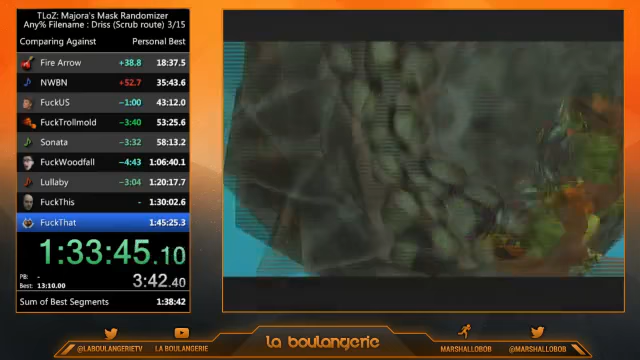 TLoZ: Majora's Mask Randomizer
Any% Filename : Driss (Scrub route) 3/15
Comparing Against Personal Best
Fire Arrow +38.8 18:37.5
NWBN +52.7 35:43.6
FuckUS −1:00 43:12.0
FuckTrollmold −3:40 53:25.6
Sonata −3:32 58:13.2
FuckWoodfall −4:43 1:06:40.1
Lullaby −3:04 1:20:17.7
FuckThis - 1:30:02.6
FuckThat 1:45:25.3
1:33:45.10
PB: -
Best: 13:10.00 3:42.40
Sum of Best Segments 1:38:42
@LABOULANGERIETV
LA BOULANGERIE
La boulangerie
MARSHALLOBOB
@MARSHALLOBOB